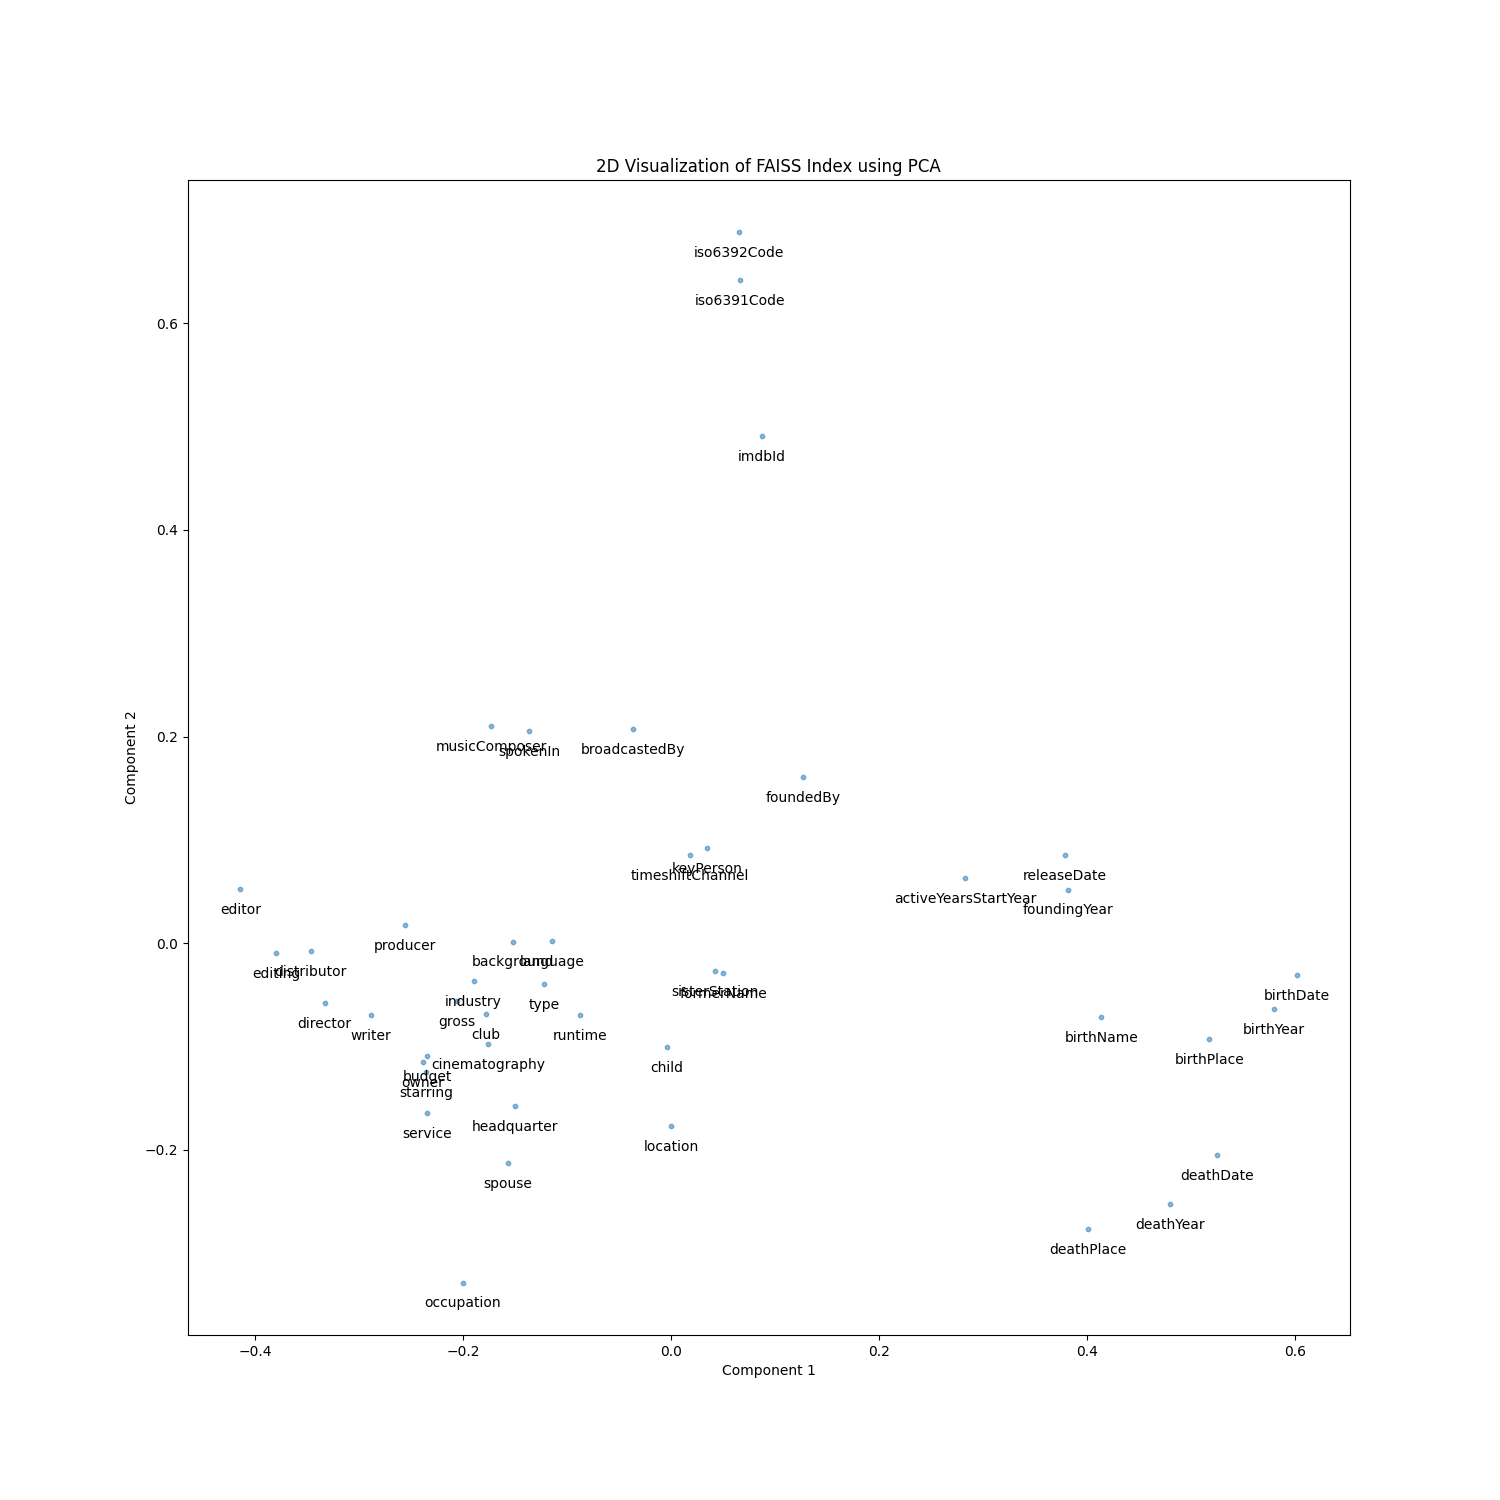 2D Visualization of FAISS Index using PCA
iso6392Code
iso6391Code
0.6
imdbId
0.4
0.2
musicComposer
spokenIn
broadcastedBy
foundedBy
Component 2
keyPerson
timeshiftChannel
releaseDate
activeYearsStartYear
foundingYear
editor
0.0
producer
background
language
editing
distributor
sisterStation
formerName
birthDate
industry
type
gross
director
writer
club
runtime
birthYear
birthName
birthPlace
cinematography
child
budget
owner
starring
headquarter
service
location
−0.2
deathDate
spouse
deathYear
deathPlace
occupation
−0.4
−0.2
0.0
0.2
0.4
0.6
Component 1